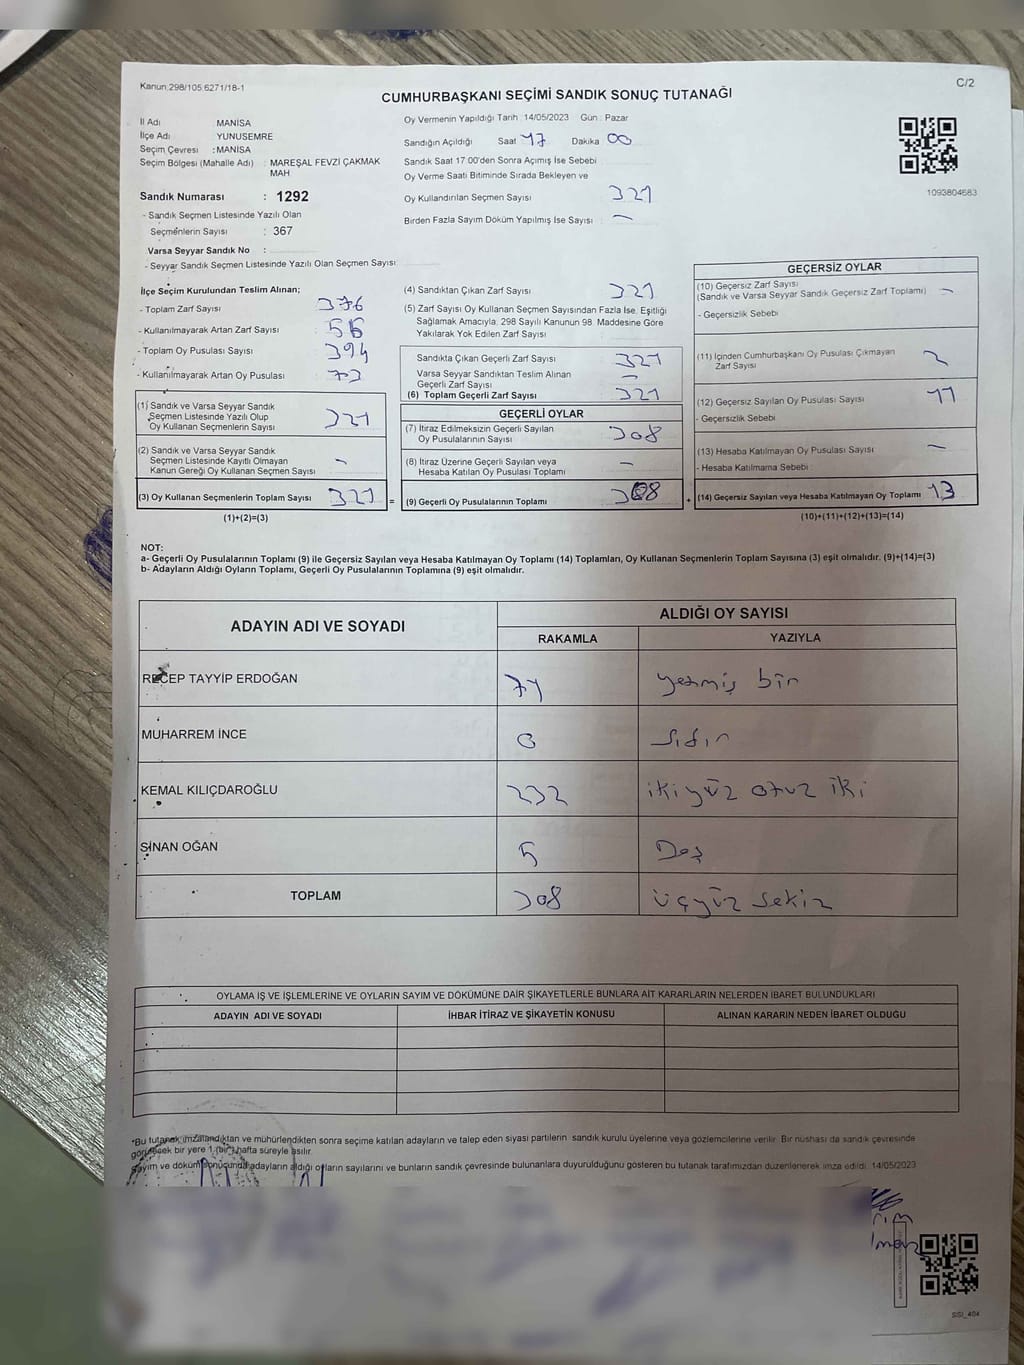 Kanun:298/105,6271/18-1
C/2
CUMHURBAŞKANI SEÇİMİ SANDIK SONUÇ TUTANAĞI
İl Adı : MANİSA
İlçe Adı : YUNUSEMRE
Seçim Çevresi : MANİSA
Seçim Bölgesi (Mahalle Adı) : MAREŞAL FEVZİ ÇAKMAK MAH.
Sandık Numarası : 1292
- Sandık Seçmen Listesinde Yazılı Olan
Seçmenlerin Sayısı : 367
Varsa Seyyar Sandık No :
- Seyyar Sandık Seçmen Listesinde Yazılı Olan Seçmen Sayısı:
Oy Vermenin Yapıldığı Tarih : 14/05/2023 Gün : Pazar
Sandığın Açıldığı Saat 17 Dakika 00
Sandık Saat 17:00'den Sonra Açımış İse Sebebi
Oy Verme Saati Bitiminde Sırada Bekleyen ve
Oy Kullandırılan Seçmen Sayısı 321
Birden Fazla Sayım Döküm Yapılmış İse Sayısı : —
1093804683
İlçe Seçim Kurulundan Teslim Alınan;
- Toplam Zarf Sayısı : 376
- Kullanılmayarak Artan Zarf Sayısı : 55
- Toplam Oy Pusulası Sayısı : 394
- Kullanılmayarak Artan Oy Pusulası : 73
(1) Sandık ve Varsa Seyyar Sandık
Seçmen Listesinde Yazılı Olup
Oy Kullanan Seçmenlerin Sayısı 321
(2) Sandık ve Varsa Seyyar Sandık
Seçmen Listesinde Kayıtlı Olmayan
Kanun Gereği Oy Kullanan Seçmen Sayısı —
(3) Oy Kullanan Seçmenlerin Toplam Sayısı 321 =
(1)+(2)=(3)
(4) Sandıktan Çıkan Zarf Sayısı : 321
(5) Zarf Sayısı Oy Kullanan Seçmen Sayısından Fazla İse, Eşitliği
Sağlamak Amacıyla, 298 Sayılı Kanunun 98. Maddesine Göre
Yakılarak Yok Edilen Zarf Sayısı
Sandıkta Çıkan Geçerli Zarf Sayısı 321
Varsa Seyyar Sandıktan Teslim Alınan
Geçerli Zarf Sayısı —
(6) Toplam Geçerli Zarf Sayısı 321
GEÇERLİ OYLAR
(7) İtiraz Edilmeksizin Geçerli Sayılan
Oy Pusulalarının Sayısı : 308
(8) İtiraz Üzerine Geçerli Sayılan veya
Hesaba Katılan Oy Pusulası Toplamı —
(9) Geçerli Oy Pusulalarının Toplamı 308 +
GEÇERSİZ OYLAR
(10) Geçersiz Zarf Sayısı
(Sandık ve Varsa Seyyar Sandık Geçersiz Zarf Toplamı) —
- Geçersizlik Sebebi
(11) İçinden Cumhurbaşkanı Oy Pusulası Çıkmayan
Zarf Sayısı 2
(12) Geçersiz Sayılan Oy Pusulası Sayısı 11
- Geçersizlik Sebebi
(13) Hesaba Katılmayan Oy Pusulası Sayısı —
- Hesaba Katılmama Sebebi
(14) Geçersiz Sayılan veya Hesaba Katılmayan Oy Toplamı 13
(10)+(11)+(12)+(13)=(14)
NOT:
a- Geçerli Oy Pusulalarının Toplamı (9) ile Geçersiz Sayılan veya Hesaba Katılmayan Oy Toplamı (14) Toplamları, Oy Kullanan Seçmenlerin Toplam Sayısına (3) eşit olmalıdır. (9)+(14)=(3)
b- Adayların Aldığı Oyların Toplamı, Geçerli Oy Pusulalarının Toplamına (9) eşit olmalıdır.
ADAYIN ADI VE SOYADI ALDIĞI OY SAYISI
RAKAMLA YAZIYLA
RECEP TAYYİP ERDOĞAN 71 yetmiş bir
MUHARREM İNCE 0 Sıfır
KEMAL KILIÇDAROĞLU 232 ikiyüz otuz iki
SİNAN OĞAN 5 Beş
TOPLAM 308 üçyüz sekiz
OYLAMA İŞ VE İŞLEMLERİNE VE OYLARIN SAYIM VE DÖKÜMÜNE DAİR ŞİKAYETLERLE BUNLARA AİT KARARLARIN NELERDEN İBARET BULUNDUKLARI
ADAYIN ADI VE SOYADI İHBAR İTİRAZ VE ŞİKAYETİN KONUSU ALINAN KARARIN NEDEN İBARET OLDUĞU
*Bu tutanak imzalandıktan ve mühürlendikten sonra seçime katılan adayların ve talep eden siyasi partilerin sandık kurulu üyelerine veya gözlemcilerine verilir. Bir nüshası da sandık çevresinde
görülecek bir yere 1 (bir) hafta süreyle asılır.
Sayım ve döküm sonucunda adayların aldığı oyların sayılarını ve bunların sandık çevresinde bulunanlara duyurulduğunu gösteren bu tutanak tarafımızdan düzenlenerek imza edildi. 14/05/2023
SSİ_404